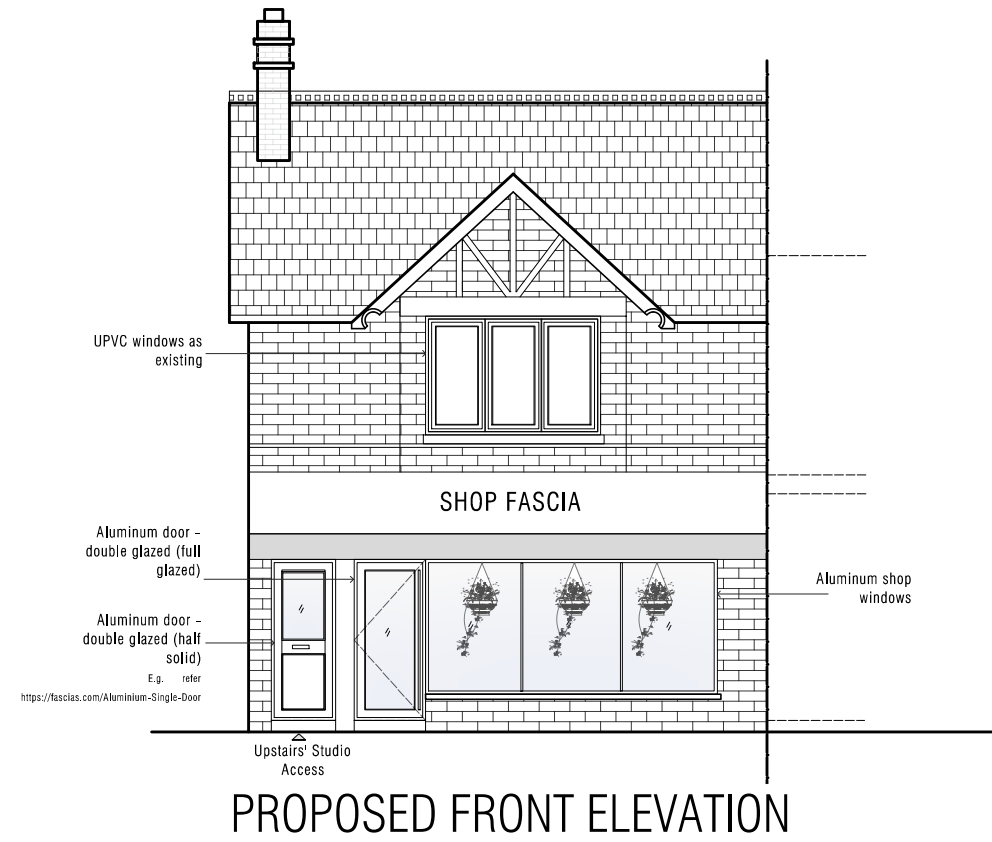 UPVC windows as
existing
SHOP FASCIA
Aluminum door -
double glazed (full
glazed)
Aluminum shop
windows
Aluminum door -
double glazed (half
solid)
E.g. refer
https://fascias.com/Aluminium-Single-Door
Upstairs' Studio
Access
PROPOSED FRONT ELEVATION